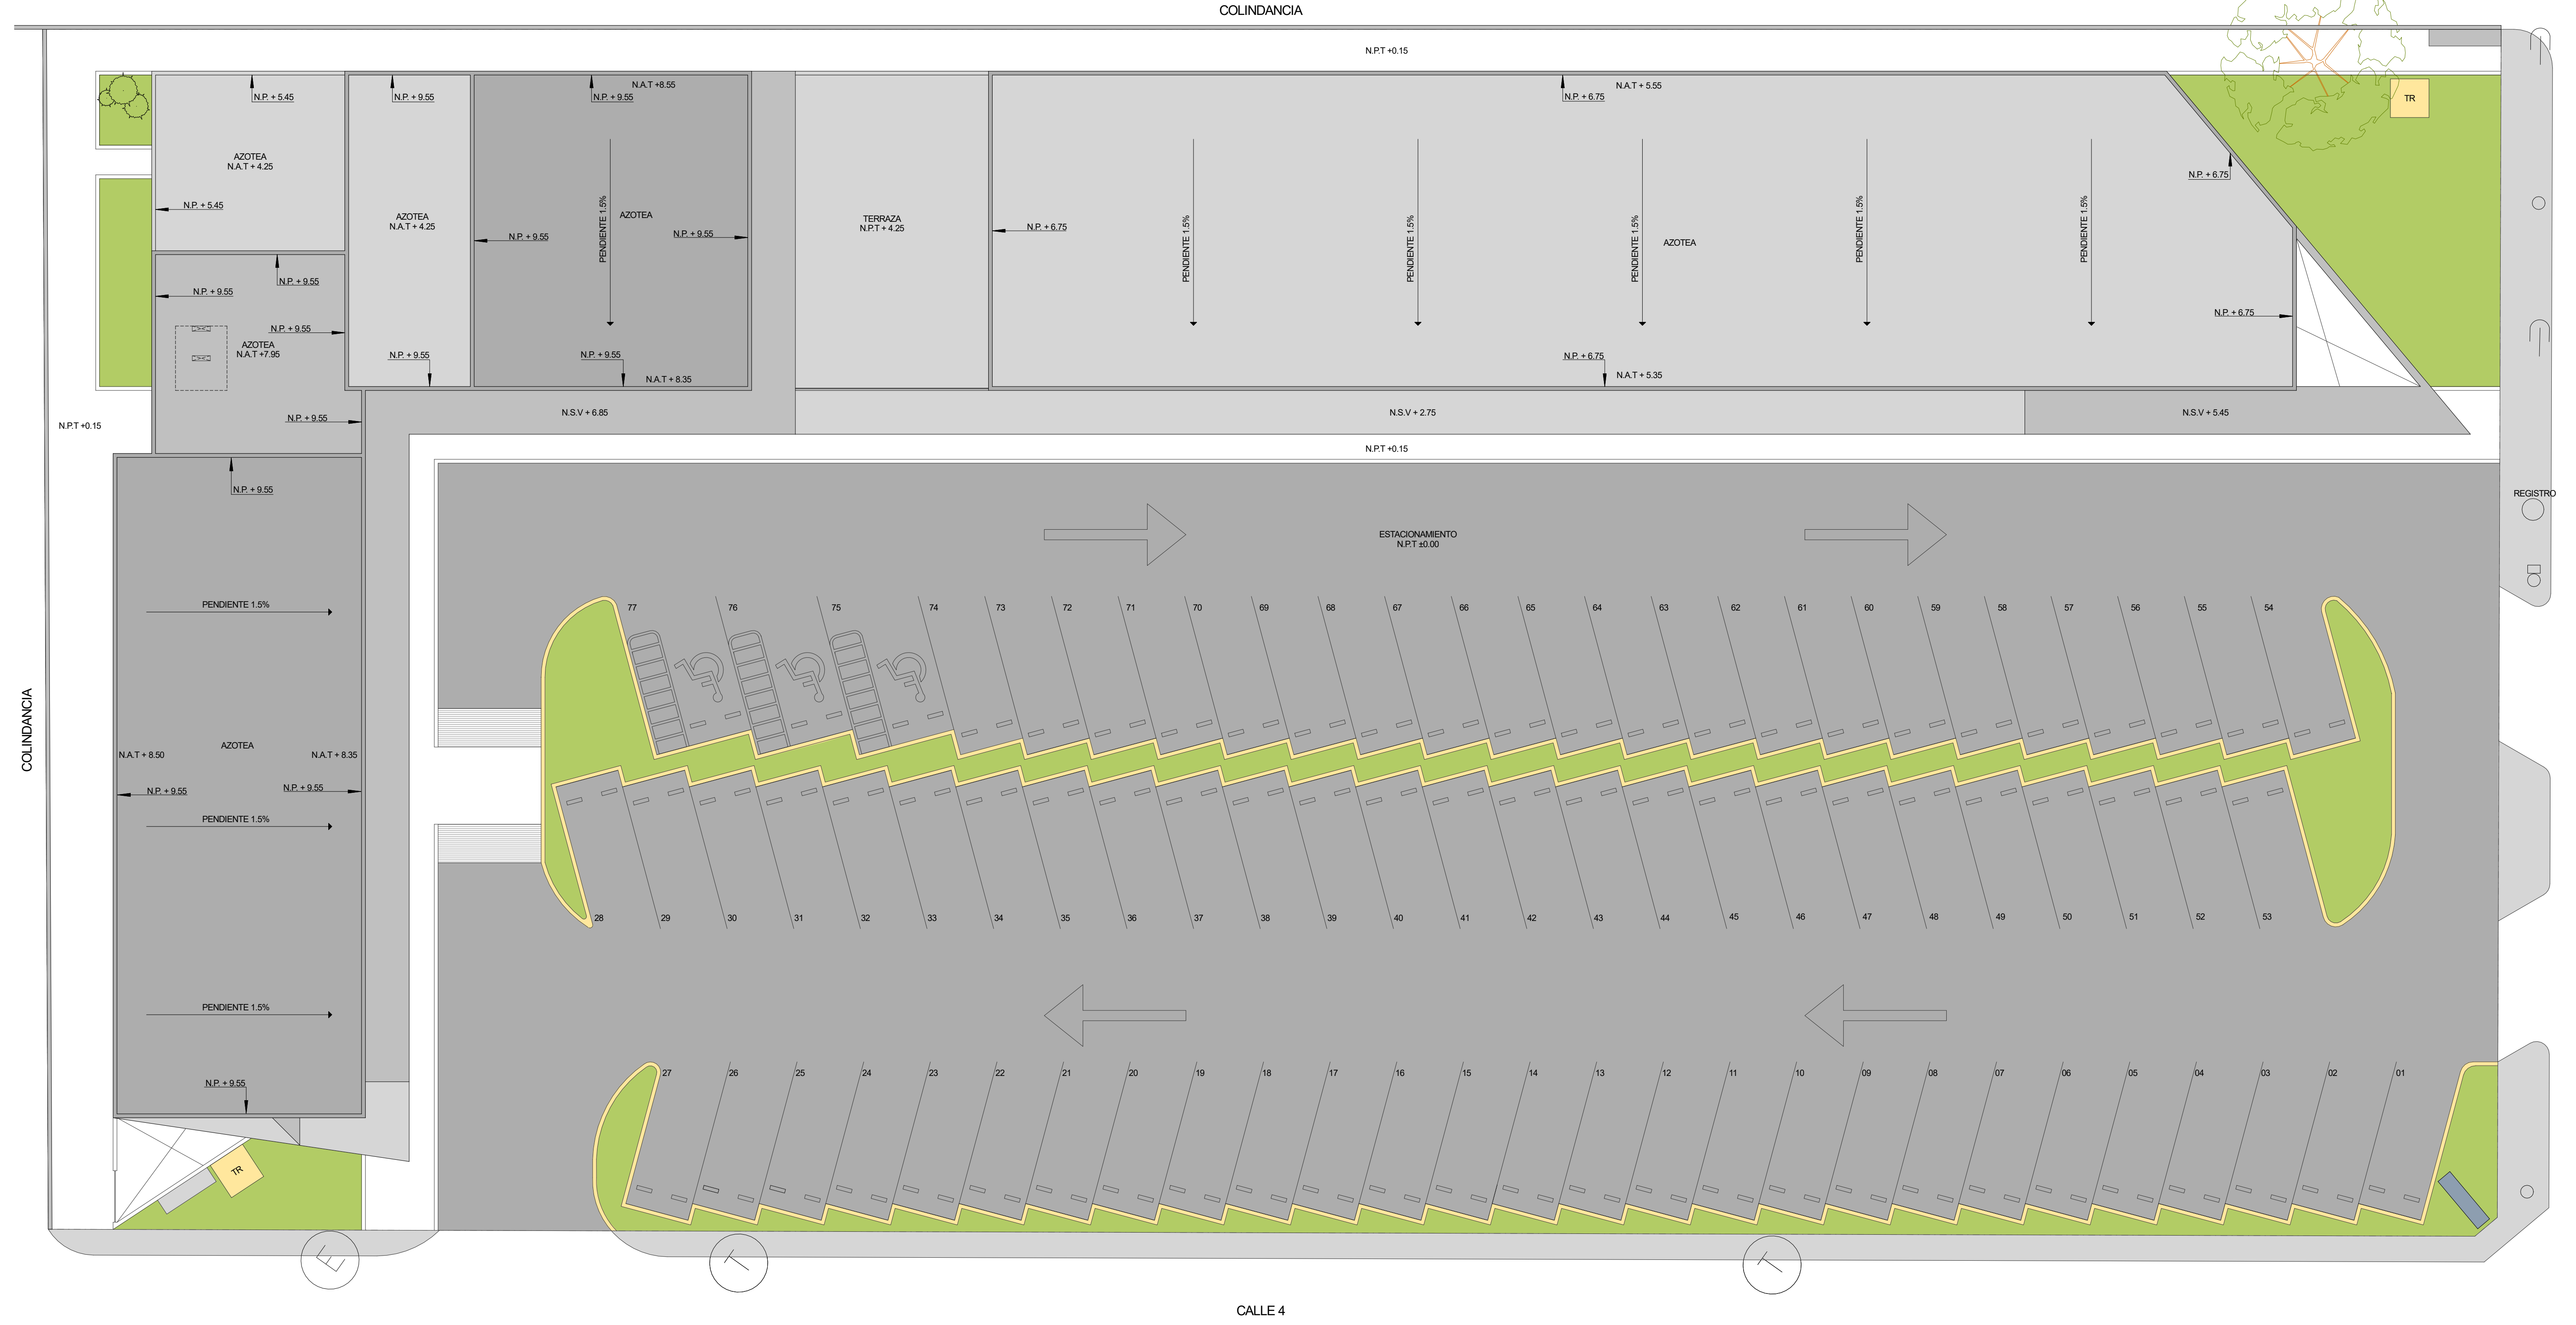 COLINDANCIA
N.P.T +0.15
N.P. + 5.45
N.P. + 9.55
N.A.T +8.55
N.P. + 9.55
N.A.T + 5.55
N.P. + 6.75
TR
AZOTEA
N.A.T + 4.25
N.P. + 6.75
N.P. + 5.45
AZOTEA
N.A.T + 4.25
PENDIENTE 1.5%
AZOTEA
N.P. + 9.55
N.P. + 9.55
TERRAZA
N.P.T + 4.25
N.P. + 6.75
PENDIENTE 1.5%
PENDIENTE 1.5%
PENDIENTE 1.5%
AZOTEA
PENDIENTE 1.5%
PENDIENTE 1.5%
N.P. + 9.55
N.P. + 9.55
N.P. + 9.55
AZOTEA
N.A.T +7.95
N.P. + 6.75
N.P. + 9.55
N.P. + 9.55
N.A.T + 8.35
N.P. + 6.75
N.A.T + 5.35
N.P. + 9.55
N.S.V + 6.85
N.S.V + 2.75
N.S.V + 5.45
N.P.T +0.15
N.P.T +0.15
N.P. + 9.55
REGISTRO
ESTACIONAMIENTO
N.P.T ±0.00
PENDIENTE 1.5%
77 76 75 74 73 72 71 70 69 68 67 66 65 64 63 62 61 60 59 58 57 56 55 54
COLINDANCIA
AZOTEA
N.A.T + 8.50
N.A.T + 8.35
N.P. + 9.55
N.P. + 9.55
PENDIENTE 1.5%
28 29 30 31 32 33 34 35 36 37 38 39 40 41 42 43 44 45 46 47 48 49 50 51 52 53
PENDIENTE 1.5%
27 26 25 24 23 22 21 20 19 18 17 16 15 14 13 12 11 10 09 08 07 06 05 04 03 02 01
N.P. + 9.55
TR
E
T
T
CALLE 4